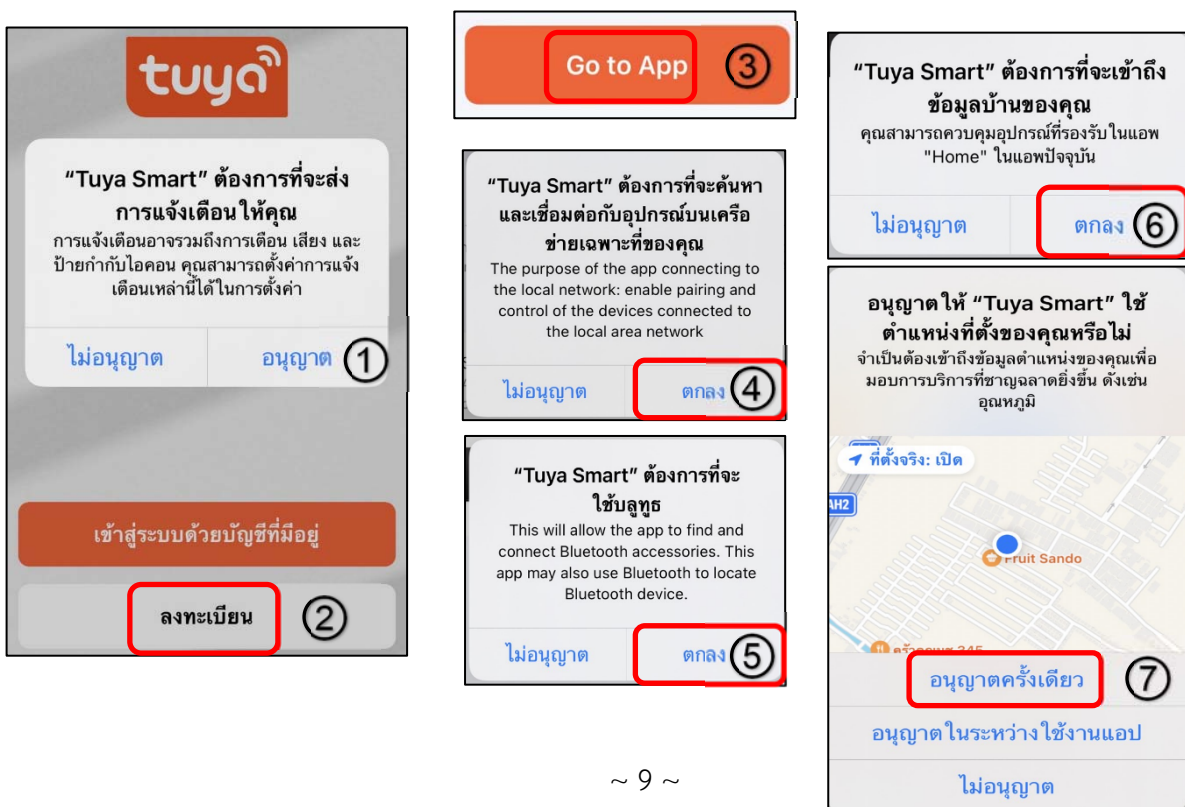 tuya
“Tuya Smart” ต้องการที่จะส่ง
การแจ้งเตือนให้คุณ
การแจ้งเตือนอาจรวมถึงการเตือน เสียง และ
ป้ายกำกับไอคอน คุณสามารถตั้งค่าการแจ้ง
เตือนเหล่านี้ได้ในการตั้งค่า
ไม่อนุญาต
อนุญาต ①
เข้าสู่ระบบด้วยบัญชีที่มีอยู่
ลงทะเบียน ②
Go to App ③
“Tuya Smart” ต้องการที่จะค้นหา
และเชื่อมต่อกับอุปกรณ์บนเครือ
ข่ายเฉพาะที่ของคุณ
The purpose of the app connecting to
the local network: enable pairing and
control of the devices connected to
the local area network
ไม่อนุญาต
ตกลง ④
“Tuya Smart” ต้องการที่จะ
ใช้บลูทูธ
This will allow the app to find and
connect Bluetooth accessories. This
app may also use Bluetooth to locate
Bluetooth device.
ไม่อนุญาต
ตกลง ⑤
“Tuya Smart” ต้องการที่จะเข้าถึง
ข้อมูลบ้านของคุณ
คุณสามารถควบคุมอุปกรณ์ที่รองรับในแอพ
"Home" ในแอพปัจจุบัน
ไม่อนุญาต
ตกลง ⑥
อนุญาตให้ “Tuya Smart” ใช้
ตำแหน่งที่ตั้งของคุณหรือไม่
จำเป็นต้องเข้าถึงข้อมูลตำแหน่งของคุณเพื่อ
มอบการบริการที่ชาญฉลาดยิ่งขึ้น ดังเช่น
อุณหภูมิ
ที่ตั้งจริง: เปิด
AH2
Fruit Sando
อนุญาตครั้งเดียว ⑦
อนุญาตในระหว่างใช้งานแอป
ไม่อนุญาต
~ 9 ~